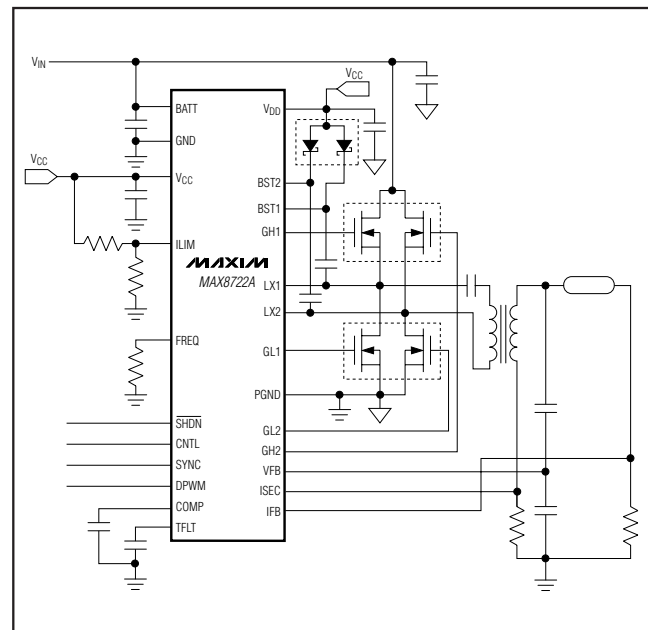 VIN
VCC
BATT
GND
VCC
VCC
ILIM
FREQ
SHDN
CNTL
SYNC
DPWM
COMP
TFLT
MAXIM
MAX8722A
VDD
BST2
BST1
GH1
LX1
LX2
GL1
PGND
GL2
GH2
VFB
ISEC
IFB